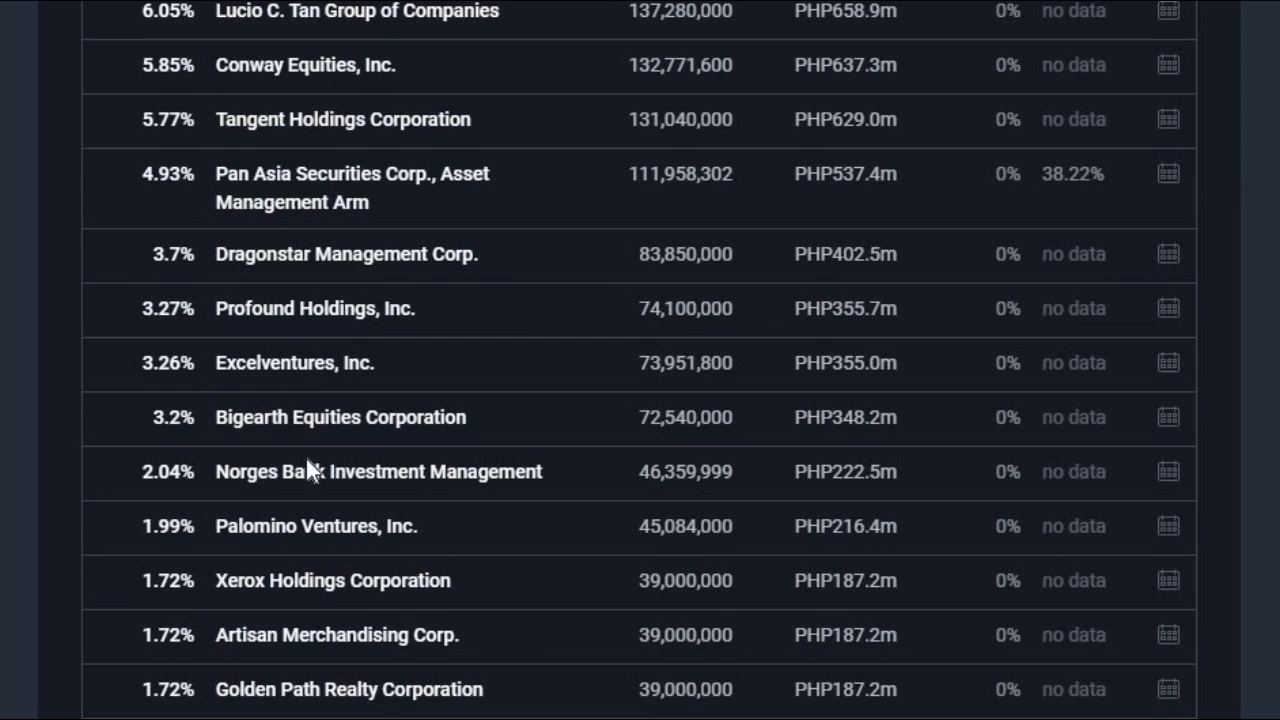 6.05% Lucio C. Tan Group of Companies 137,280,000 PHP658.9m 0% no data
5.85% Conway Equities, Inc. 132,771,600 PHP637.3m 0% no data
5.77% Tangent Holdings Corporation 131,040,000 PHP629.0m 0% no data
4.93% Pan Asia Securities Corp., Asset 111,958,302 PHP537.4m 0% 38.22%
Management Arm
3.7% Dragonstar Management Corp. 83,850,000 PHP402.5m 0% no data
3.27% Profound Holdings, Inc. 74,100,000 PHP355.7m 0% no data
3.26% Excelventures, Inc. 73,951,800 PHP355.0m 0% no data
3.2% Bigearth Equities Corporation 72,540,000 PHP348.2m 0% no data
2.04% Norges Bank Investment Management 46,359,999 PHP222.5m 0% no data
1.99% Palomino Ventures, Inc. 45,084,000 PHP216.4m 0% no data
1.72% Xerox Holdings Corporation 39,000,000 PHP187.2m 0% no data
1.72% Artisan Merchandising Corp. 39,000,000 PHP187.2m 0% no data
1.72% Golden Path Realty Corporation 39,000,000 PHP187.2m 0% no data